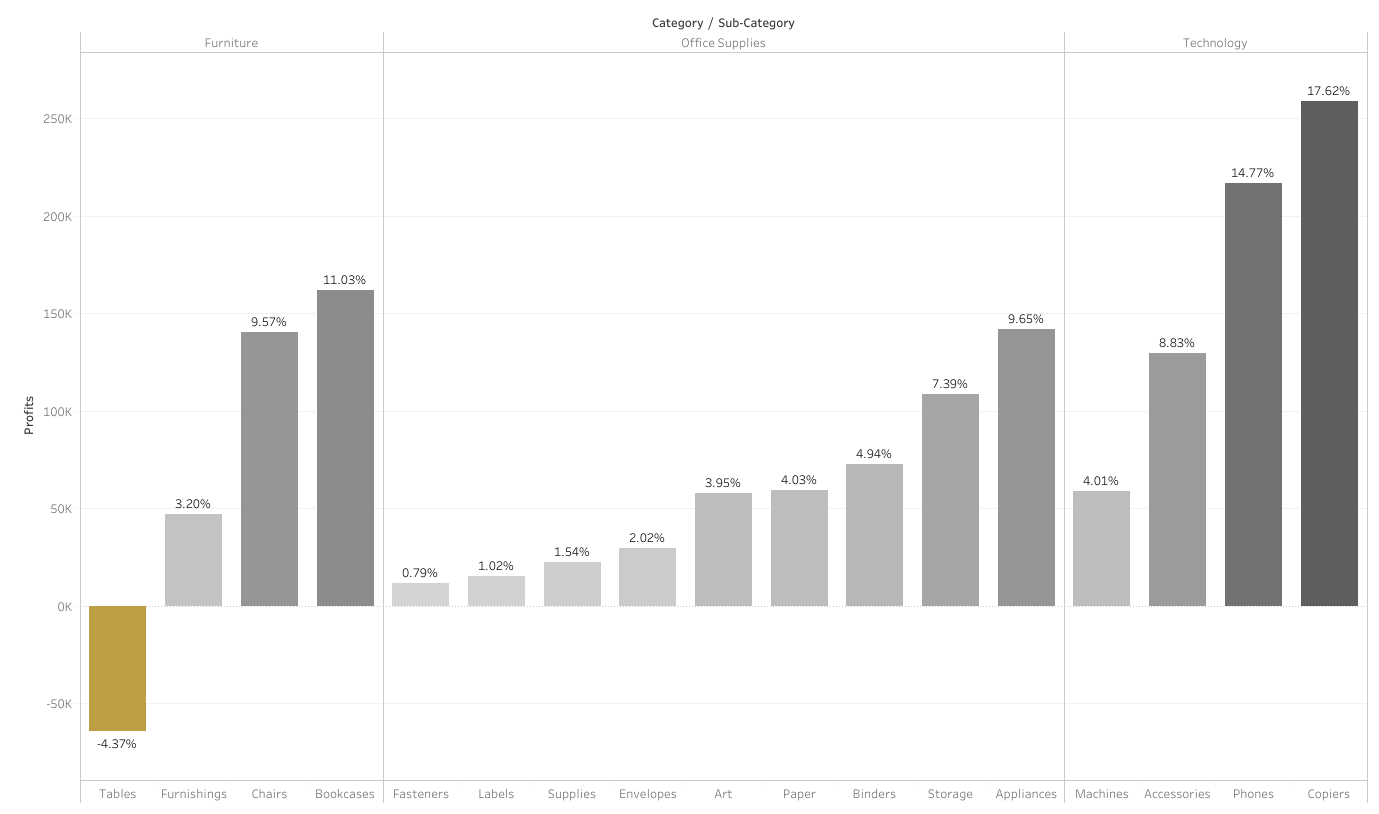 Category / Sub-Category
Furniture
Office Supplies
Technology
Profits
250K
200K
150K
100K
50K
0K
-50K
-4.37%
3.20%
9.57%
11.03%
0.79%
1.02%
1.54%
2.02%
3.95%
4.03%
4.94%
7.39%
9.65%
4.01%
8.83%
14.77%
17.62%
Tables
Furnishings
Chairs
Bookcases
Fasteners
Labels
Supplies
Envelopes
Art
Paper
Binders
Storage
Appliances
Machines
Accessories
Phones
Copiers